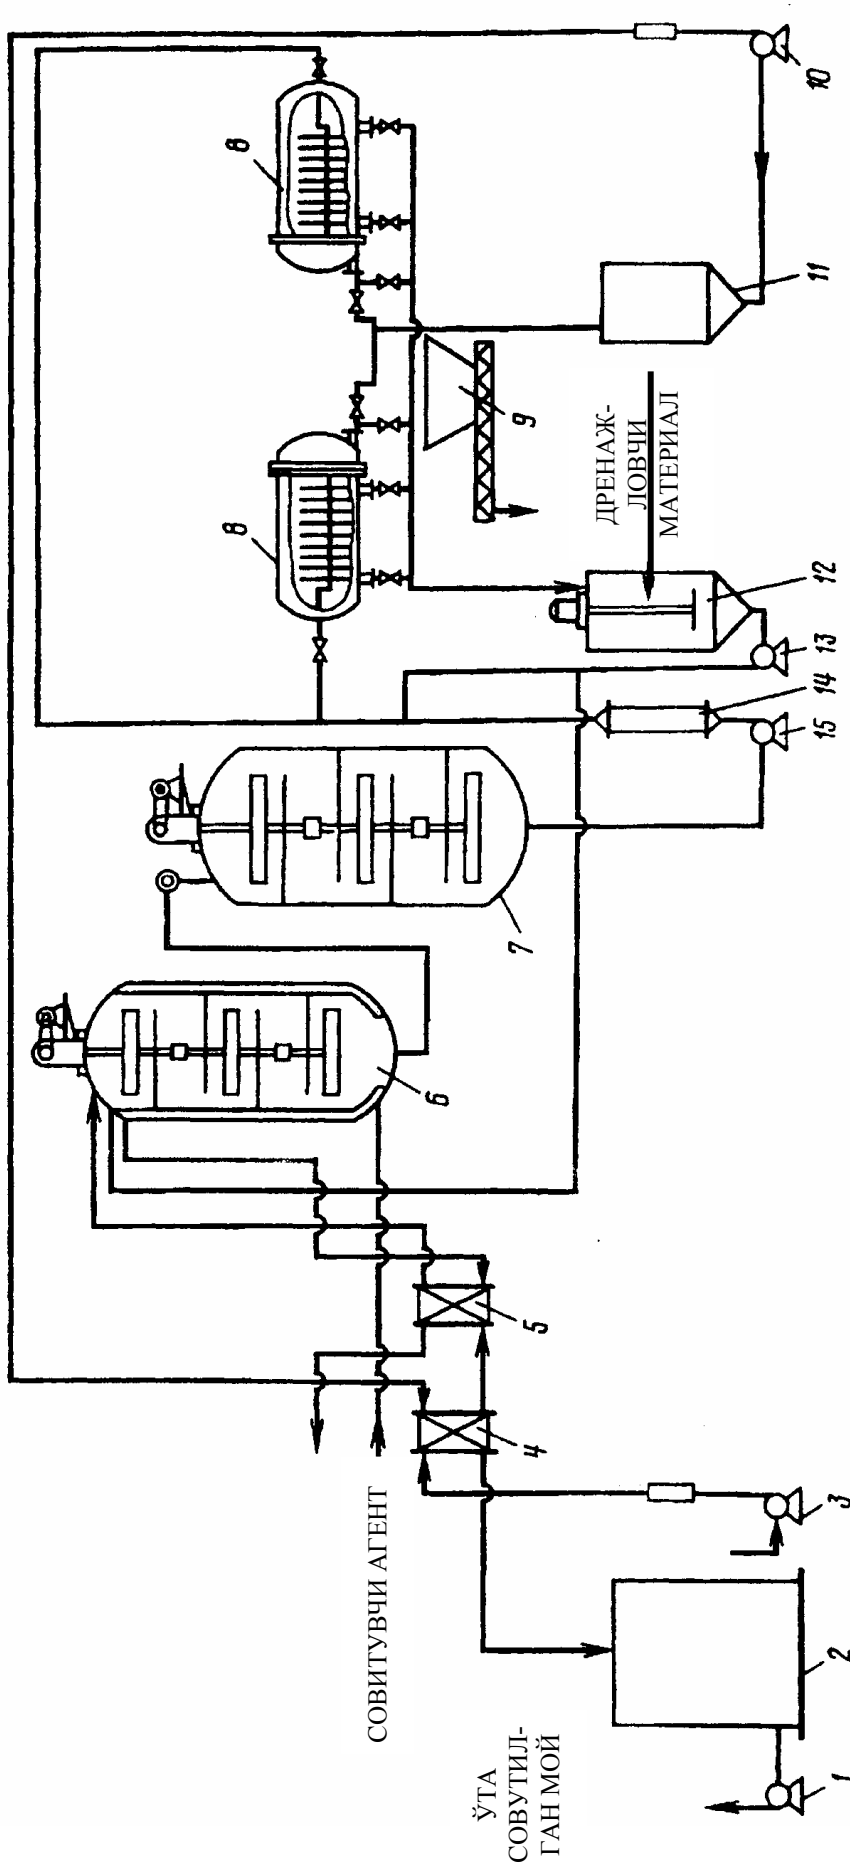 8
10
8
11
9
ДРЕНАЖ-
ЛОВЧИ
МАТЕРИАЛ
12
13
14
15
7
6
5
4
СОВИТУВЧИ АГЕНТ
3
2
ЎТА
СОВУТИЛ-
ГАН МОЙ
1